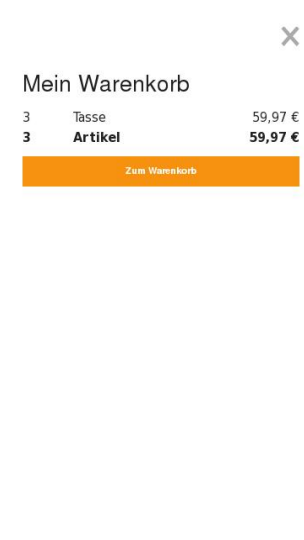 Mein Warenkorb
3 Tasse 59,97 €
3 Artikel 59,97 €
Zum Warenkorb